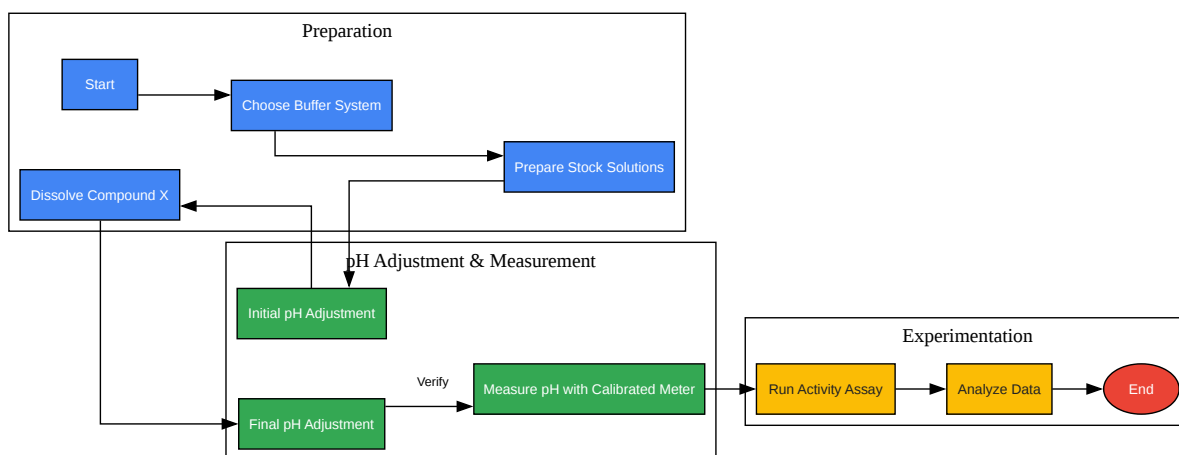 Preparation
Start
Choose Buffer System
Prepare Stock Solutions
Dissolve Compound X
pH Adjustment & Measurement
Initial pH Adjustment
Experimentation
Verify
Measure pH with Calibrated Meter
Run Activity Assay
Analyze Data
End
Final pH Adjustment